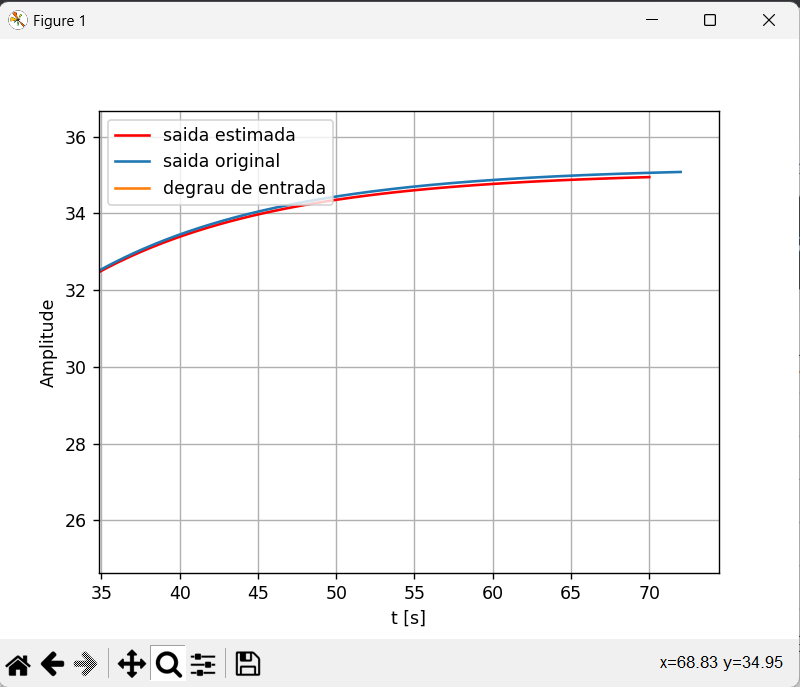 Figure 1
saida estimada
saida original
degrau de entrada
36
34
32
30
28
26
Amplitude
35 40 45 50 55 60 65 70
t [s]
x=68.83 y=34.95